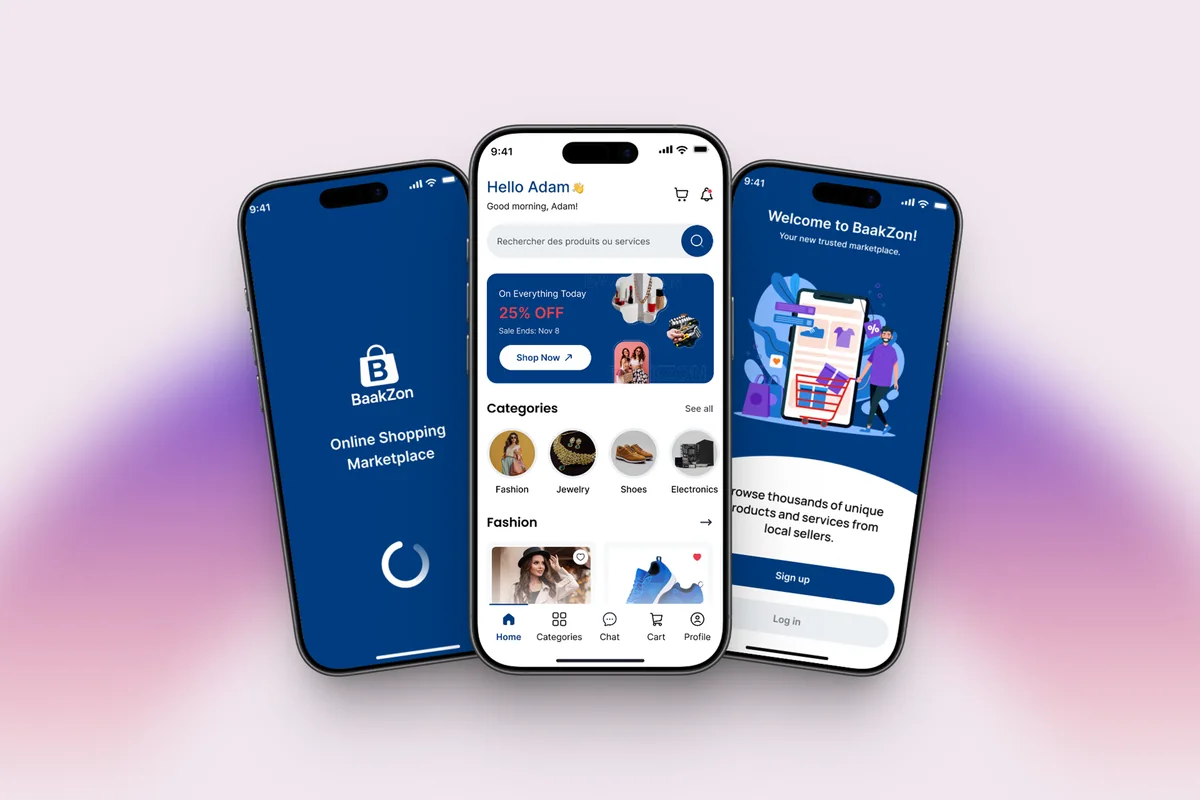 9:41
B
BaakZon
Online Shopping
Marketplace
9:41
Hello Adam👋
Good morning, Adam!
Rechercher des produits ou services
On Everything Today
25% OFF
Sale Ends: Nov 8
Shop Now
Categories
See all
Fashion
Jewelry
Shoes
Electronics
Fashion
Home
Categories
Chat
Cart
Profile
9:41
Welcome to BaakZon!
Your new trusted marketplace.
%
rowse thousands of unique
roducts and services from
local sellers.
Sign up
Log in